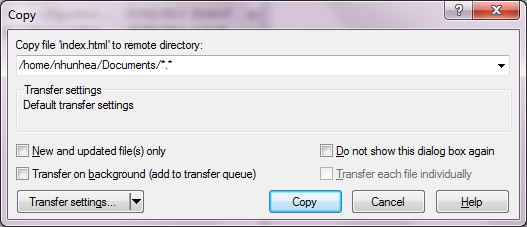 Copy
Copy file 'index.html' to remote directory:
/home/nhunhea/Documents/*.*
Transfer settings
Default transfer settings
New and updated file(s) only
Do not show this dialog box again
Transfer on background (add to transfer queue)
Transfer each file individually
Transfer settings...
Copy
Cancel
Help